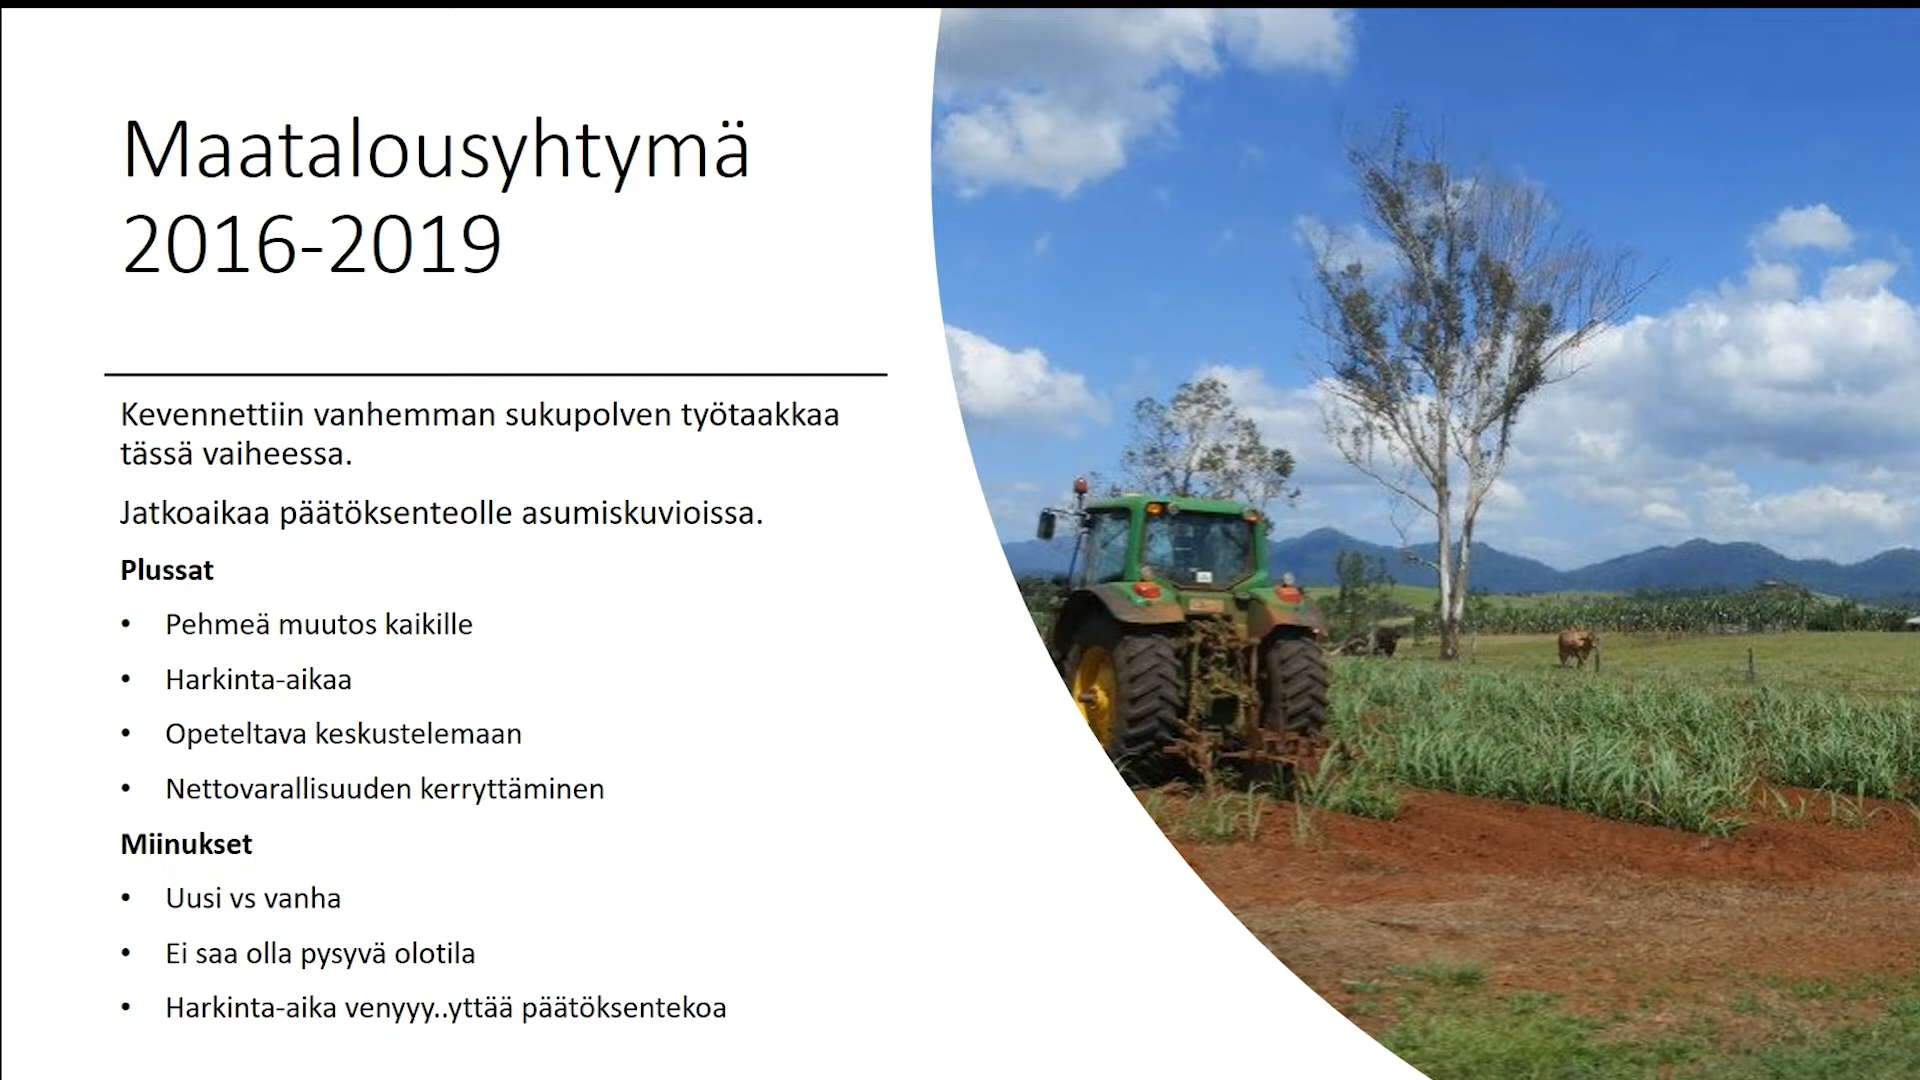 Maatalousyhtymä
2016-2019
Kevennettiin vanhemman sukupolven työtaakkaa
tässä vaiheessa.
Jatkoaikaa päätöksenteolle asumiskuvioissa.
Plussat
• Pehmeä muutos kaikille
• Harkinta-aikaa
• Opeteltava keskustelemaan
• Nettovarallisuuden kerryttäminen
Miinukset
• Uusi vs vanha
• Ei saa olla pysyvä olotila
• Harkinta-aika venyyy..yttää päätöksentekoa